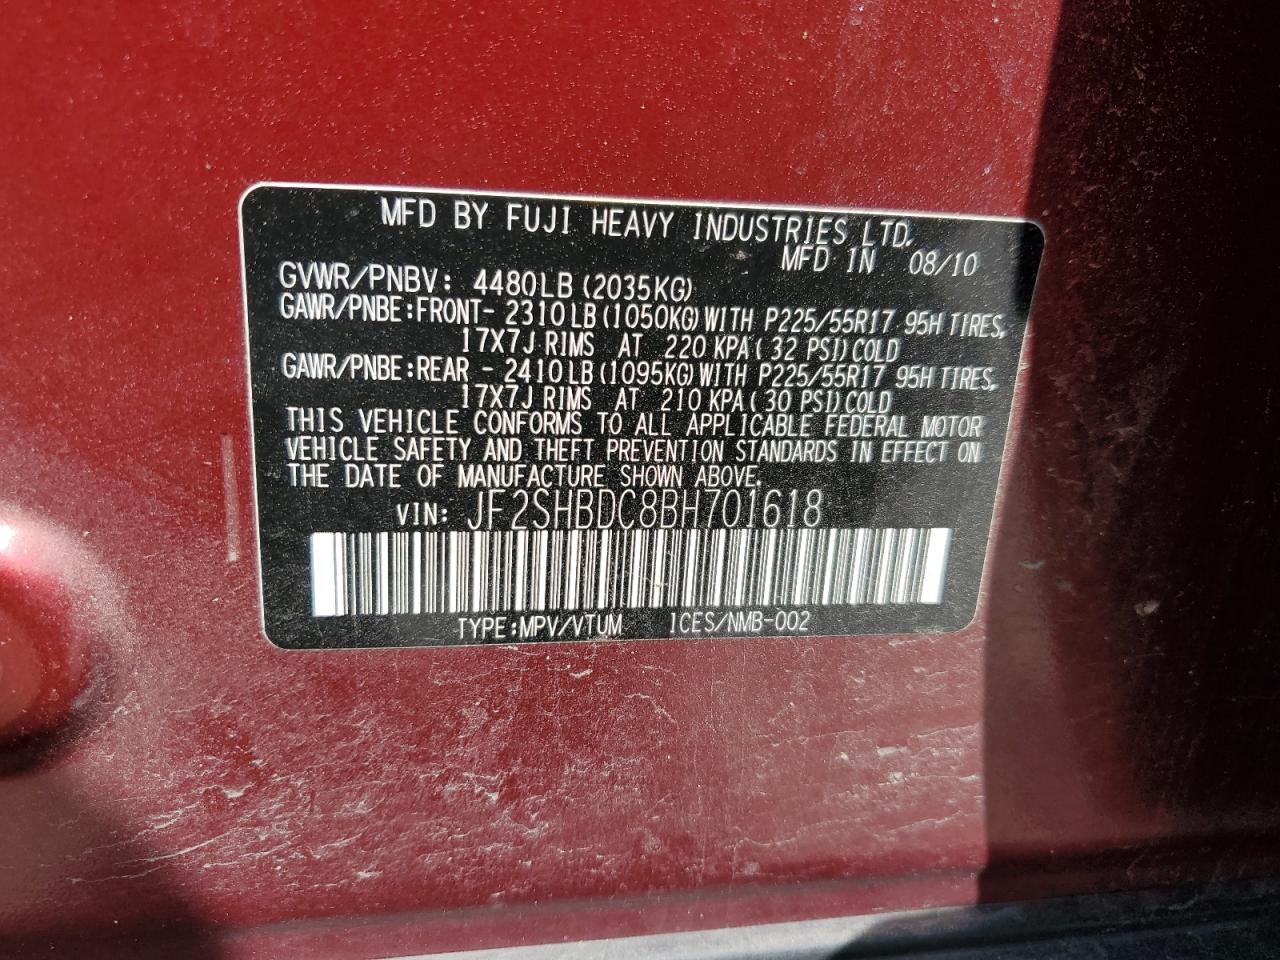 MFD BY FUJI HEAVY INDUSTRIES LTD.
MFD IN 08/10
GVWR/PNBV: 4480LB (2035KG)
GAWR/PNBE:FRONT- 2310LB (1050KG) WITH P225/55R17 95H TIRES,
17X7J RIMS AT 220 KPA (32 PSI) COLD
GAWR/PNBE:REAR - 2410LB (1095KG) WITH P225/55R17 95H TIRES,
17X7J RIMS AT 210 KPA (30 PSI) COLD
THIS VEHICLE CONFORMS TO ALL APPLICABLE FEDERAL MOTOR
VEHICLE SAFETY AND THEFT PREVENTION STANDARDS IN EFFECT ON
THE DATE OF MANUFACTURE SHOWN ABOVE.
VIN: JF2SHBDC8BH701618
TYPE:MPV/VTUM ICES/NMB-002